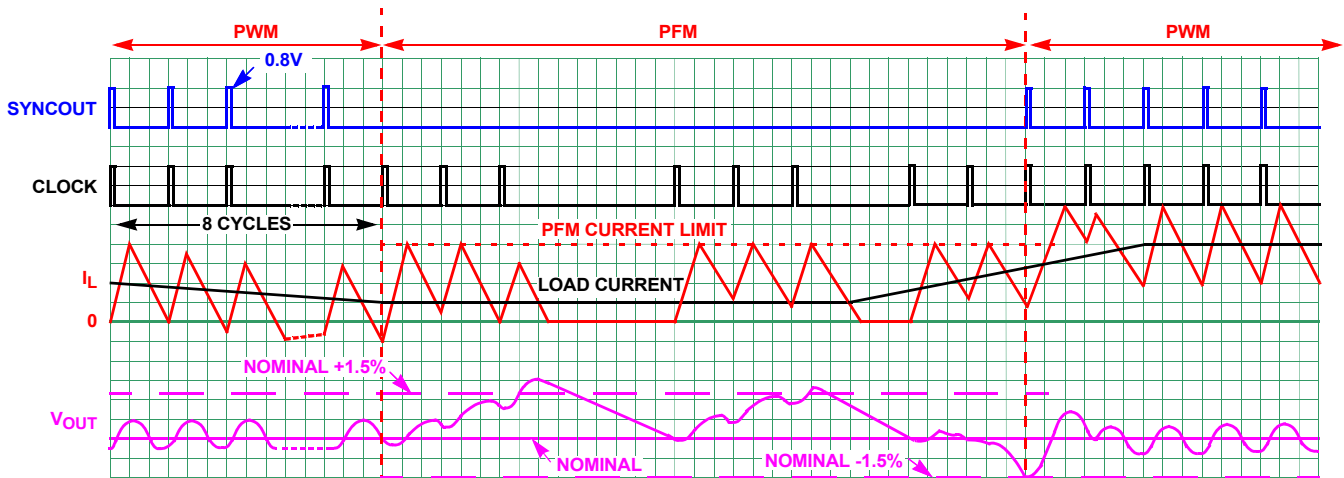 PWM
PFM
PWM
0.8V
SYNCOUT
CLOCK
8 CYCLES
PFM CURRENT LIMIT
IL
LOAD CURRENT
0
NOMINAL +1.5%
VOUT
NOMINAL
NOMINAL -1.5%